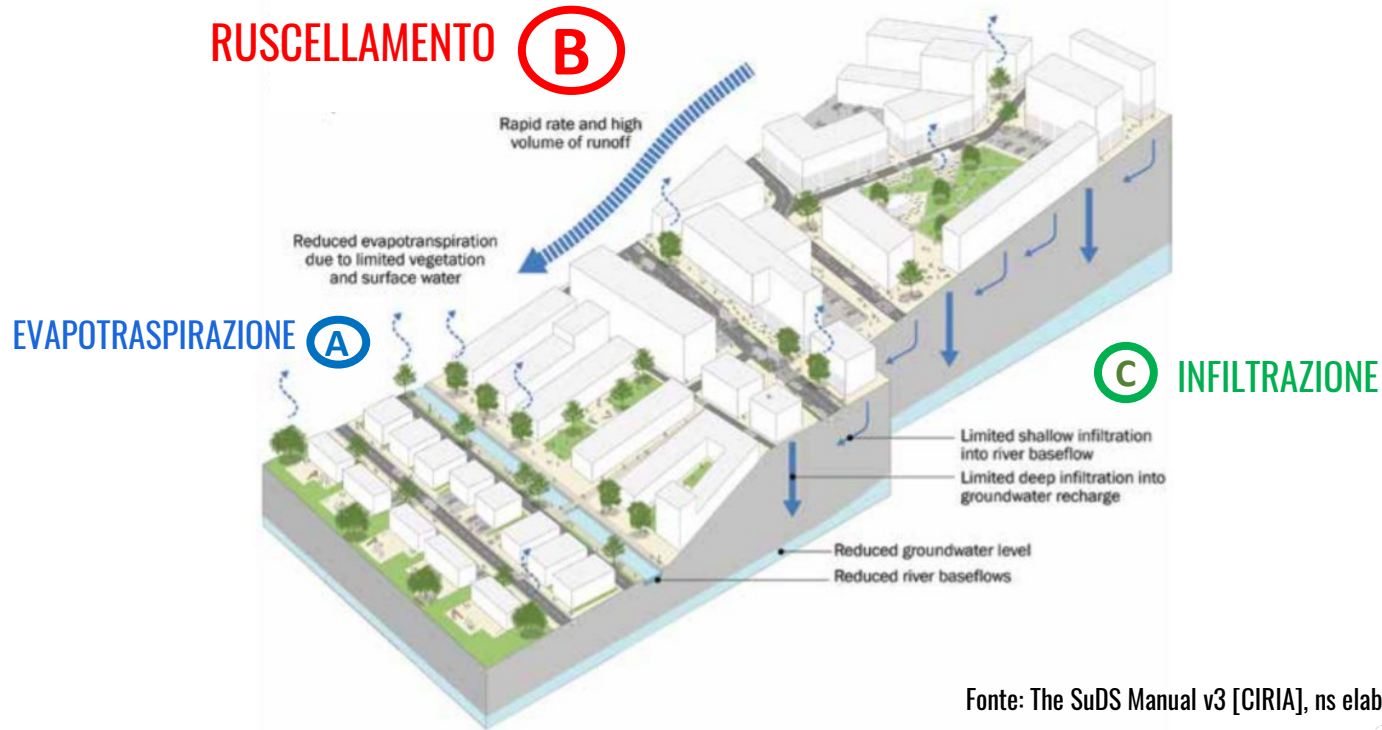 RUSCELLAMENTO B
Rapid rate and high
volume of runoff
Reduced evapotranspiration
due to limited vegetation
and surface water
EVAPOTRASPIRAZIONE A
C INFILTRAZIONE
Limited shallow infiltration
into river baseflow
Limited deep infiltration into
groundwater recharge
Reduced groundwater level
Reduced river baseflows
Fonte: The SuDS Manual v3 [CIRIA], ns elab